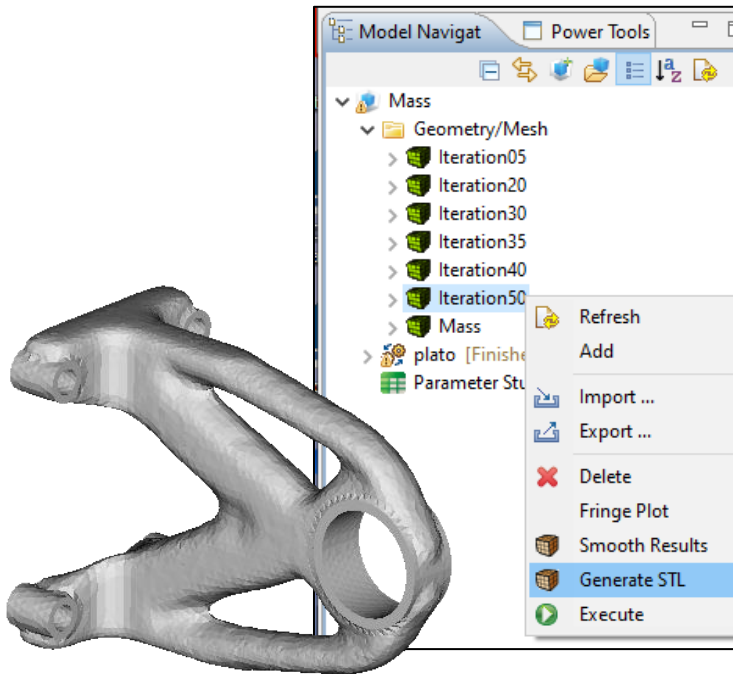 Model Navigat
Power Tools
Mass
Geometry/Mesh
Iteration05
Iteration20
Iteration30
Iteration35
Iteration40
Iteration50
Mass
plato [Finishe
Parameter Stu
Refresh
Add
Import ...
Export ...
Delete
Fringe Plot
Smooth Results
Generate STL
Execute